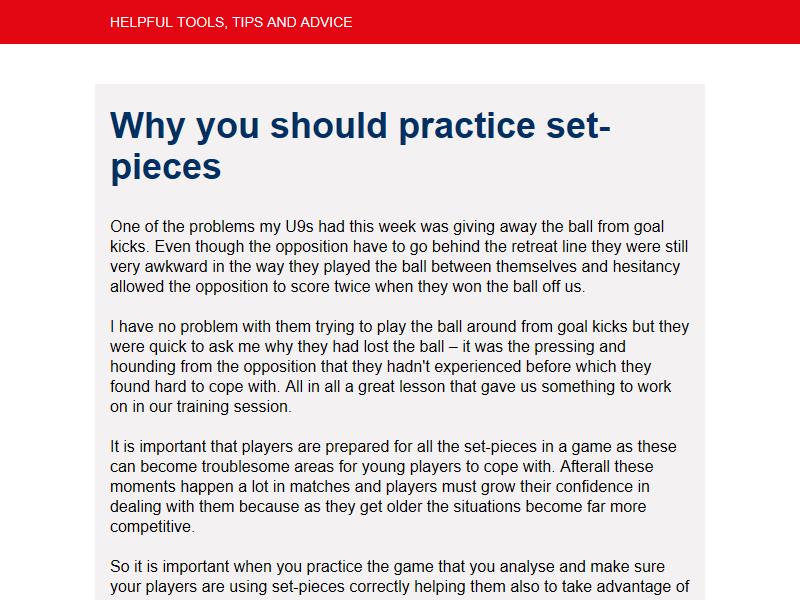 HELPFUL TOOLS, TIPS AND ADVICE
Why you should practice set-
pieces
One of the problems my U9s had this week was giving away the ball from goal
kicks. Even though the opposition have to go behind the retreat line they were still
very awkward in the way they played the ball between themselves and hesitancy
allowed the opposition to score twice when they won the ball off us.
I have no problem with them trying to play the ball around from goal kicks but they
were quick to ask me why they had lost the ball – it was the pressing and
hounding from the opposition that they hadn't experienced before which they
found hard to cope with. All in all a great lesson that gave us something to work
on in our training session.
It is important that players are prepared for all the set-pieces in a game as these
can become troublesome areas for young players to cope with. Afterall these
moments happen a lot in matches and players must grow their confidence in
dealing with them because as they get older the situations become far more
competitive.
So it is important when you practice the game that you analyse and make sure
your players are using set-pieces correctly helping them also to take advantage of